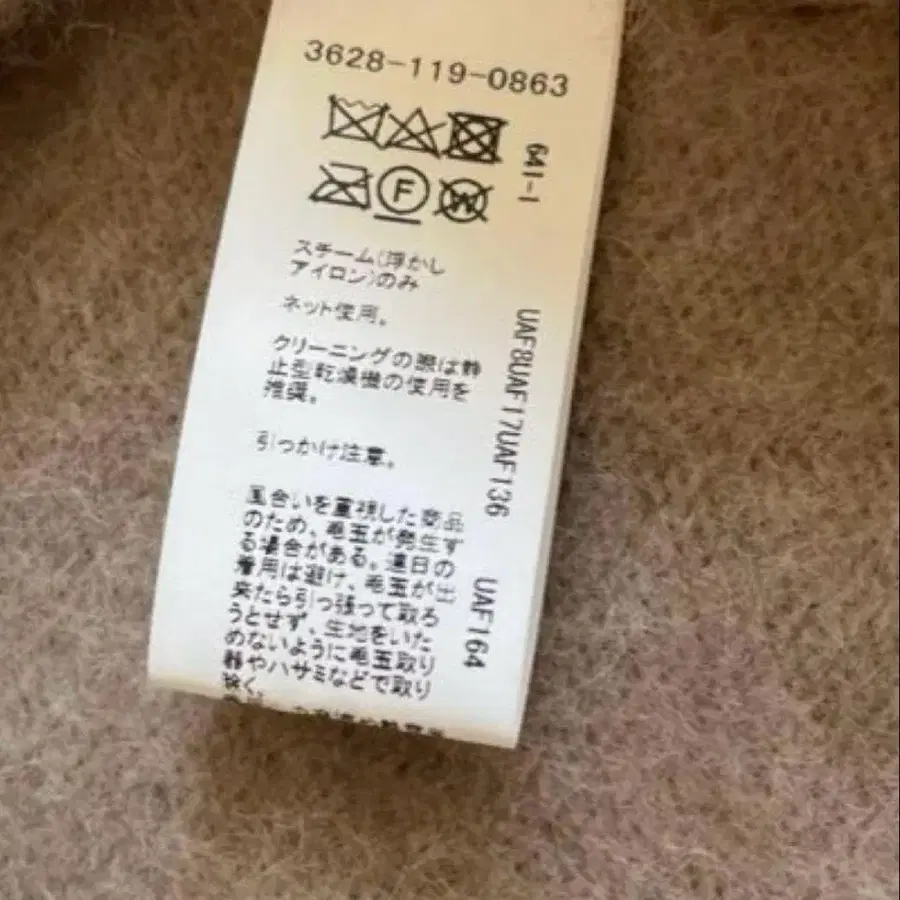 3628-119-0863
F W
641-1
スチーム(浮かし
アイロン)のみ
ネット使用。
クリーニングの際は静
止型乾燥機の使用を
推奨。
引っかけ注意。
風合いを重視した商品
のため、毛玉が発生す
る場合がある。連日の
着用は避け、毛玉が出
来たら引っ張って取ろ
うとせず、生地をいた
めないように毛玉取り
器やハサミなどで取り
除く。
UAF8UAF17UAF136
UAF164